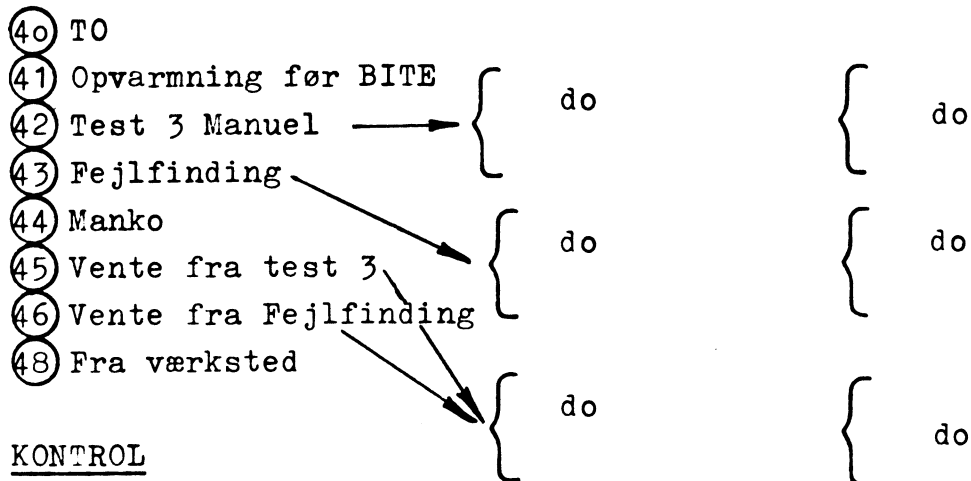 4o TO
41 Opvarmning før BITE
do do
42 Test 3 Manuel
43 Fejlfinding
44 Manko
do do
45 Vente fra test 3
46 Vente fra Fejlfinding
48 Fra værksted
do do
KONTROL